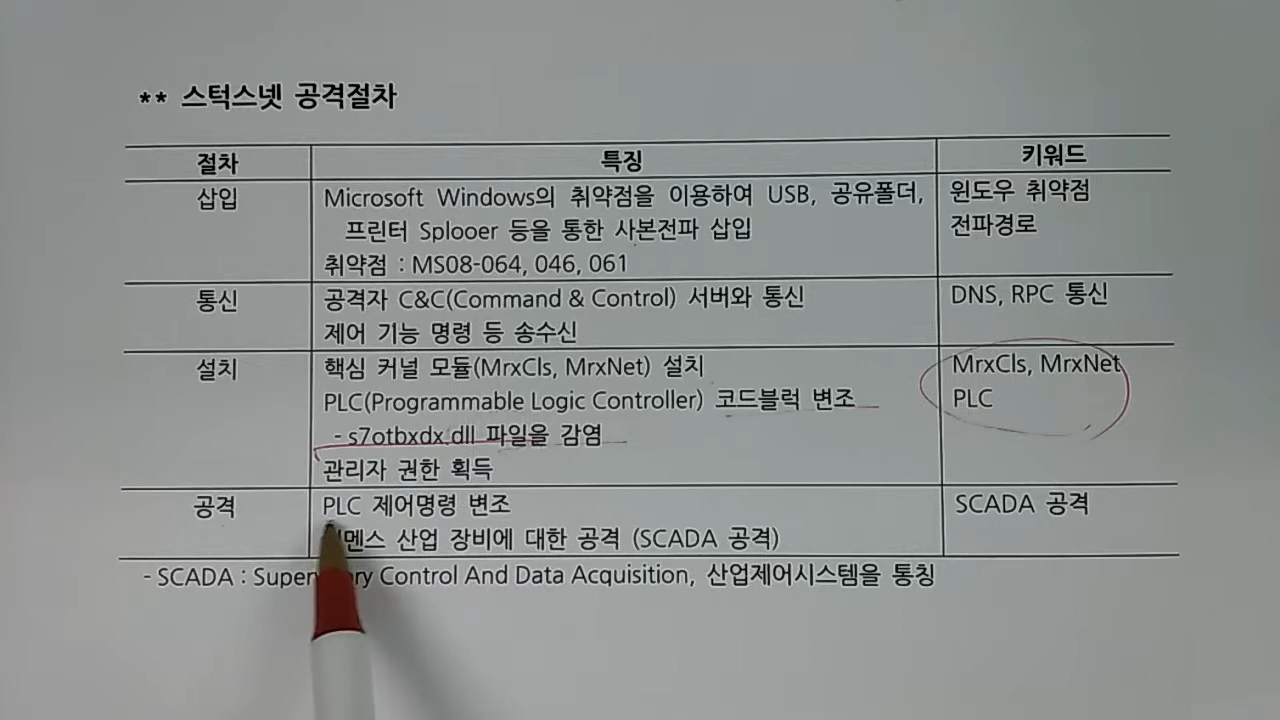 ** 스턱스넷 공격절차
절차 특징 키워드
삽입 Microsoft Windows의 취약점을 이용하여 USB, 공유폴더, 윈도우 취약점
프린터 Splooer 등을 통한 사본전파 삽입 전파경로
취약점 : MS08-064, 046, 061
통신 공격자 C&C(Command & Control) 서버와 통신 DNS, RPC 통신
제어 기능 명령 등 송수신
설치 핵심 커널 모듈(MrxCls, MrxNet) 설치 MrxCls, MrxNet
PLC(Programmable Logic Controller) 코드블럭 변조 PLC
- s7otbxdx.dll 파일을 감염
관리자 권한 획득
공격 PLC 제어명령 변조 SCADA 공격
산업 장비에 대한 공격 (SCADA 공격)
- SCADA : Control And Data Acquisition, 산업제어시스템을 통칭